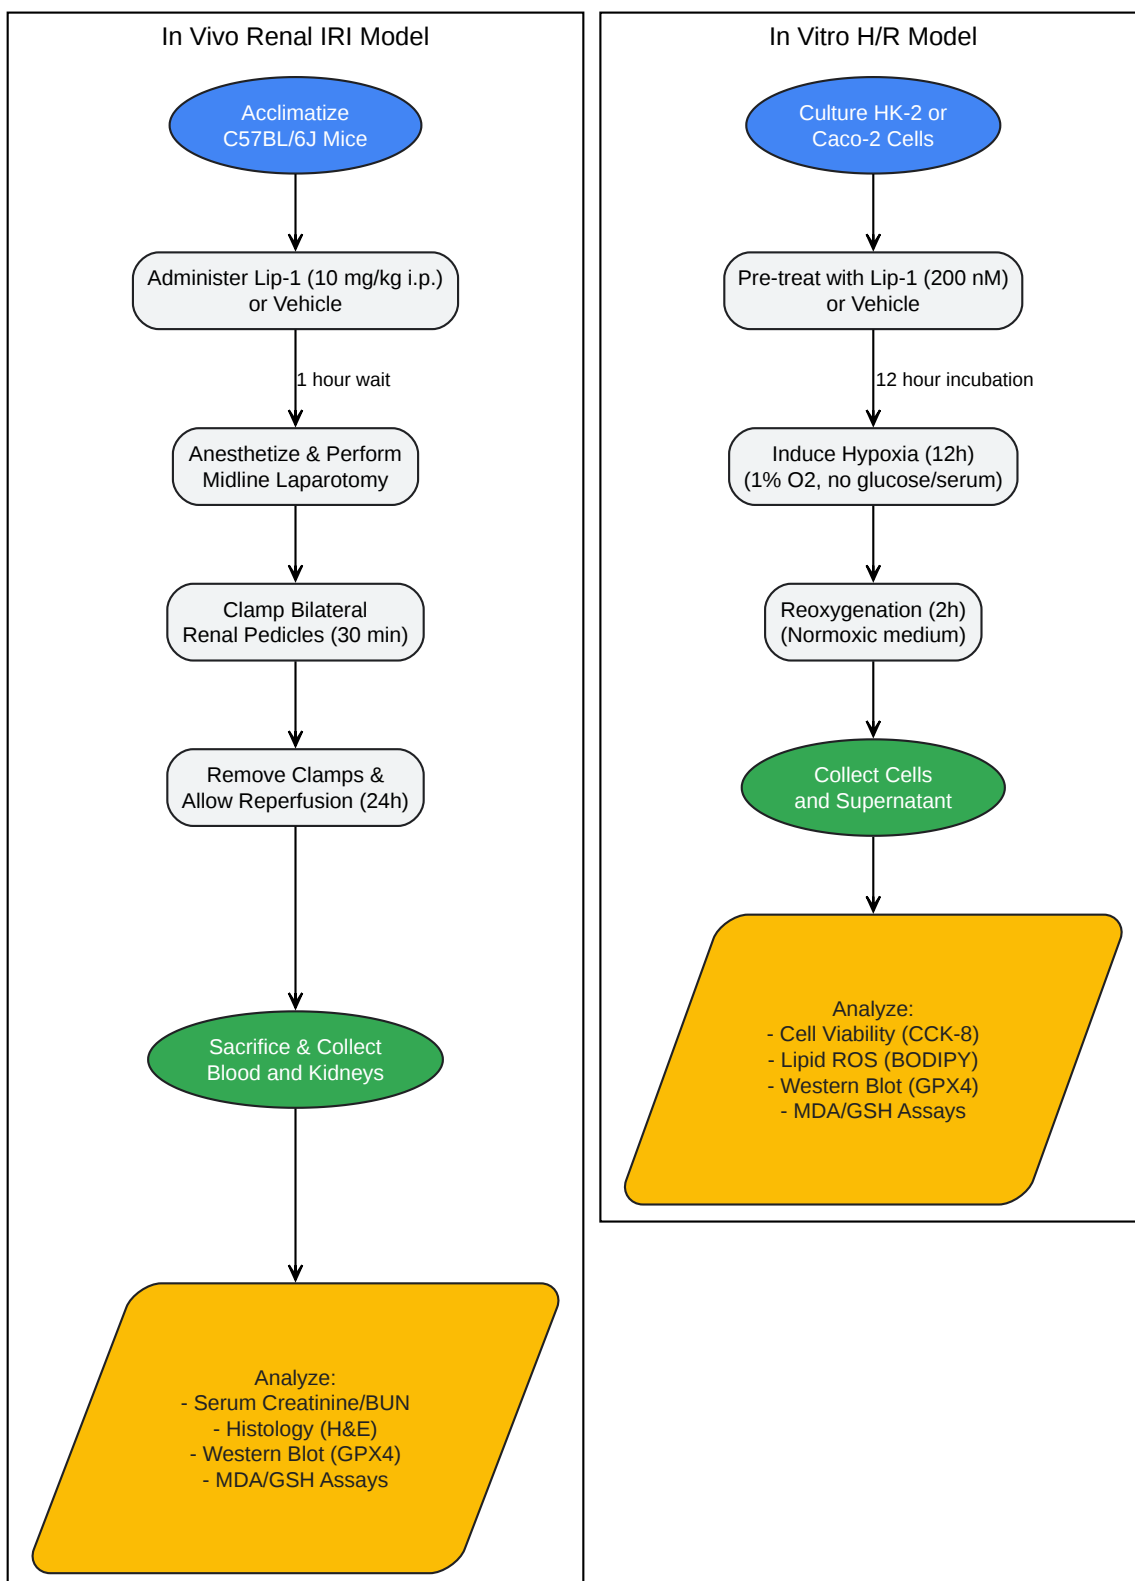 In Vivo Renal IRI Model
Acclimatize
C57BL/6J Mice
Administer Lip-1 (10 mg/kg i.p.)
or Vehicle
1 hour wait
Anesthetize & Perform
Midline Laparotomy
Clamp Bilateral
Renal Pedicles (30 min)
Remove Clamps &
Allow Reperfusion (24h)
Sacrifice & Collect
Blood and Kidneys
Analyze:
- Serum Creatinine/BUN
- Histology (H&E)
- Western Blot (GPX4)
- MDA/GSH Assays
In Vitro H/R Model
Culture HK-2 or
Caco-2 Cells
Pre-treat with Lip-1 (200 nM)
or Vehicle
12 hour incubation
Induce Hypoxia (12h)
(1% O2, no glucose/serum)
Reoxygenation (2h)
(Normoxic medium)
Collect Cells
and Supernatant
Analyze:
- Cell Viability (CCK-8)
- Lipid ROS (BODIPY)
- Western Blot (GPX4)
- MDA/GSH Assays